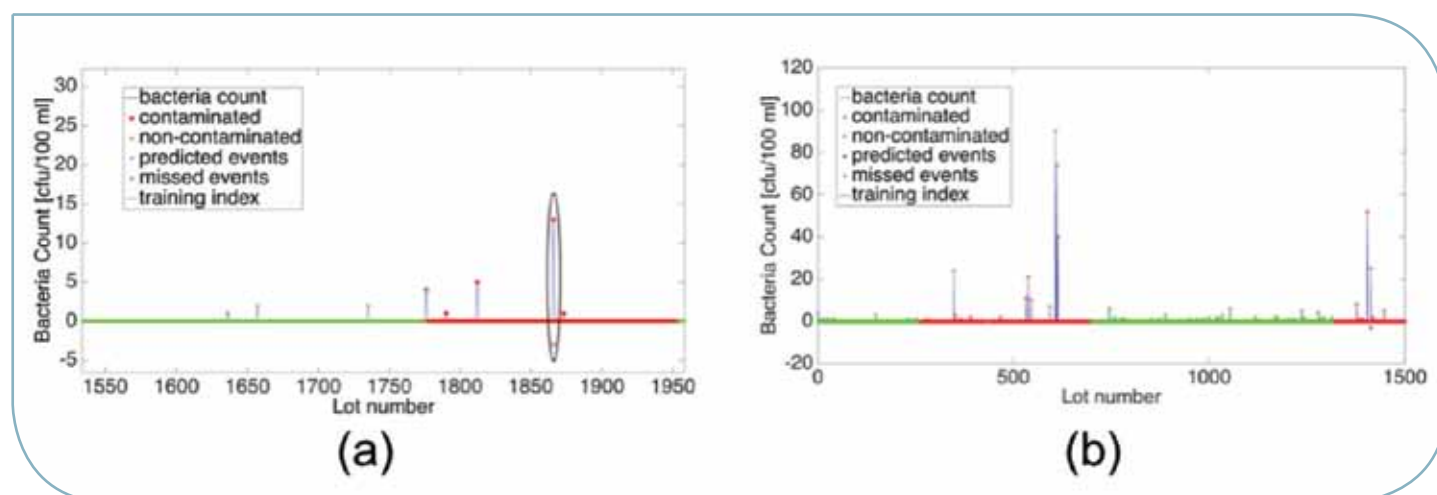 30
25
20
15
10
5
0
-5
Bacteria Count [cfu/100 ml]
bacteria count
contaminated
non-contaminated
predicted events
missed events
training index
1550 1600 1650 1700 1750 1800 1850 1900 1950
Lot number
(a)
120
100
80
60
40
20
0
-20
Bacteria Count [cfu/100 ml]
bacteria count
contaminated
non-contaminated
predicted events
missed events
training index
0 500 1000 1500
Lot number
(b)